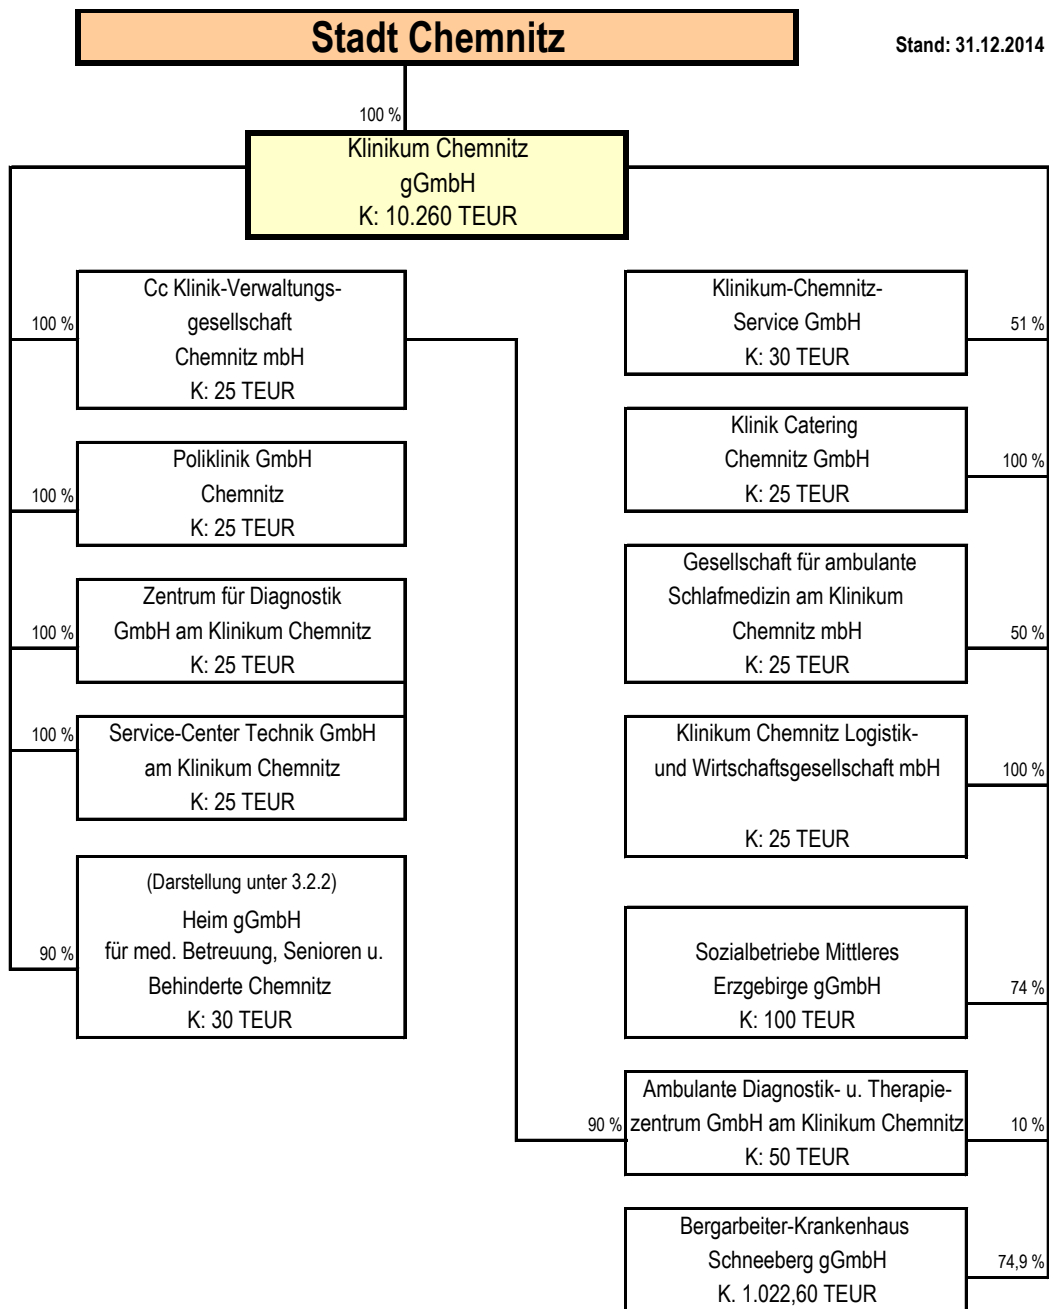 Stadt Chemnitz
Stand: 31.12.2014
100 %
Klinikum Chemnitz
gGmbH
K: 10.260 TEUR
100 %
Cc Klinik-Verwaltungs-
gesellschaft
Chemnitz mbH
K: 25 TEUR
100 %
Poliklinik GmbH
Chemnitz
K: 25 TEUR
100 %
Zentrum für Diagnostik
GmbH am Klinikum Chemnitz
K: 25 TEUR
100 %
Service-Center Technik GmbH
am Klinikum Chemnitz
K: 25 TEUR
90 %
(Darstellung unter 3.2.2)
Heim gGmbH
für med. Betreuung, Senioren u.
Behinderte Chemnitz
K: 30 TEUR
Klinikum-Chemnitz-
Service GmbH
K: 30 TEUR
51 %
Klinik Catering
Chemnitz GmbH
K: 25 TEUR
100 %
Gesellschaft für ambulante
Schlafmedizin am Klinikum
Chemnitz mbH
K: 25 TEUR
50 %
Klinikum Chemnitz Logistik-
und Wirtschaftsgesellschaft mbH
K: 25 TEUR
100 %
Sozialbetriebe Mittleres
Erzgebirge gGmbH
K: 100 TEUR
74 %
90 %
Ambulante Diagnostik- u. Therapie-
zentrum GmbH am Klinikum Chemnitz
K: 50 TEUR
10 %
Bergarbeiter-Krankenhaus
Schneeberg gGmbH
K. 1.022,60 TEUR
74,9 %